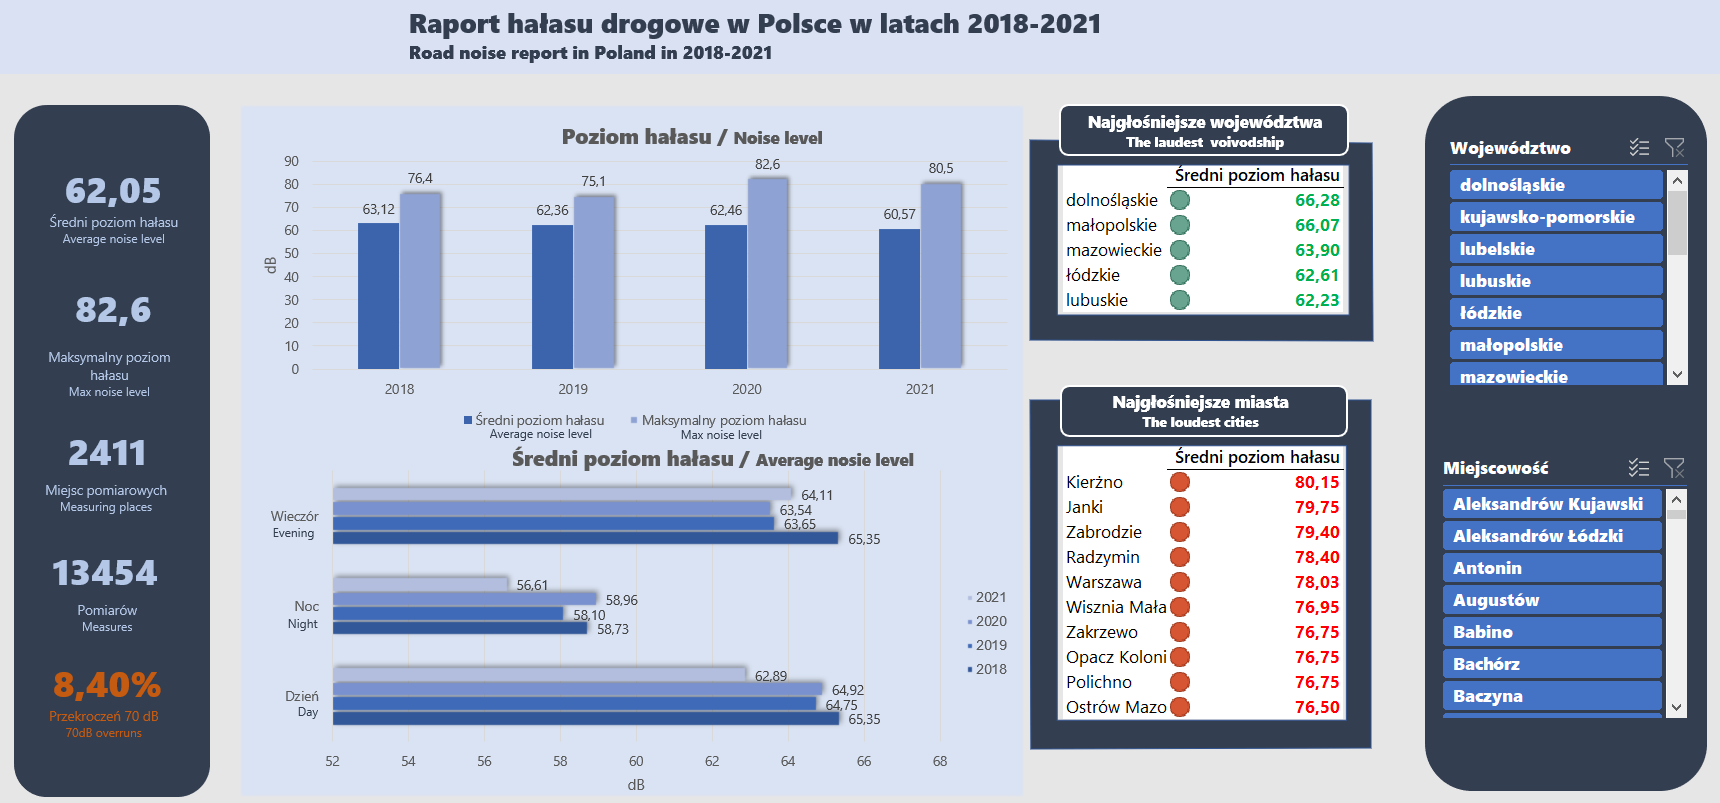 Raport hałasu drogowe w Polsce w latach 2018-2021
Road noise report in Poland in 2018-2021
62,05
Średni poziom hałasu
Average noise level
82,6
Maksymalny poziom
hałasu
Max noise level
2411
Miejsc pomiarowych
Measuring places
13454
Pomiarów
Measures
8,40%
Przekroczeń 70 dB
70dB overruns
Poziom hałasu / Noise level
dB
90
80
70
60
50
40
30
20
10
0
63,12
76,4
62,36
75,1
62,46
82,6
60,57
80,5
2018
2019
2020
2021
Średni poziom hałasu
Average noise level
Maksymalny poziom hałasu
Max noise level
Średni poziom hałasu / Average nosie level
Wieczór
Evening
64,11
63,54
63,65
65,35
Noc
Night
56,61
58,96
58,10
58,73
Dzień
Day
62,89
64,92
64,75
65,35
2021
2020
2019
2018
52
54
56
58
60
62
64
66
68
dB
Najgłośniejsze województwa
The laudest voivodship
Średni poziom hałasu
dolnośląskie 66,28
małopolskie 66,07
mazowieckie 63,90
łódzkie 62,61
lubuskie 62,23
Najgłośniejsze miasta
The loudest cities
Średni poziom hałasu
Kierżno 80,15
Janki 79,75
Zabrodzie 79,40
Radzymin 78,40
Warszawa 78,03
Wisznia Mała 76,95
Zakrzewo 76,75
Opacz Koloni 76,75
Polichno 76,75
Ostrów Mazo 76,50
Województwo
dolnośląskie
kujawsko-pomorskie
lubelskie
lubuskie
łódzkie
małopolskie
mazowieckie
Miejscowość
Aleksandrów Kujawski
Aleksandrów Łódzki
Antonin
Augustów
Babino
Bachórz
Baczyna